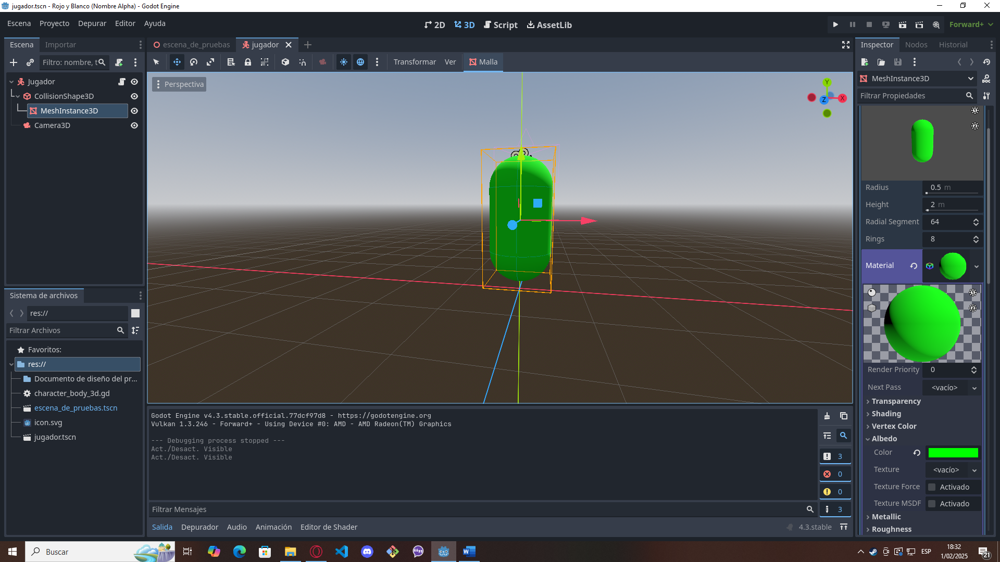 jugador.tscn - Rojo y Blanco (Nombre Alpha) - Godot Engine
Escena Proyecto Depurar Editor Ayuda
2D 3D Script AssetLib
Forward+
Escena Importar
escena_de_pruebas jugador
Inspector Nodos Historial
Filtro: nombre, t
Transformar Ver Malla
Jugador
CollisionShape3D
MeshInstance3D
Camera3D
Perspectiva
Y
X
Z
MeshInstance3D
DOC
Filtrar Propiedades
1
2
Radius 0.5 m
Height 2 m
Radial Segment 64
Rings 8
Material
1
2
Render Priority 0
Next Pass <vacío>
Transparency
Shading
Vertex Color
Albedo
Color
Texture <vacío>
Texture Force Activado
Texture MSDF Activado
Metallic
Roughness
Sistema de archivos
res://
Filtrar Archivos
Favoritos:
res://
Documento de diseño del pr...
character_body_3d.gd
escena_de_pruebas.tscn
icon.svg
jugador.tscn
Godot Engine v4.3.stable.official.77dcf97d8 - https://godotengine.org
Vulkan 1.3.246 - Forward+ - Using Device #0: AMD - AMD Radeon(TM) Graphics
--- Debugging process stopped ---
Act./Desact. Visible
Act./Desact. Visible
3
0
0
3
Filtrar Mensajes
Salida Depurador Audio Animación Editor de Shader
4.3.stable
Buscar
ESP
18:32
1/02/2025
21